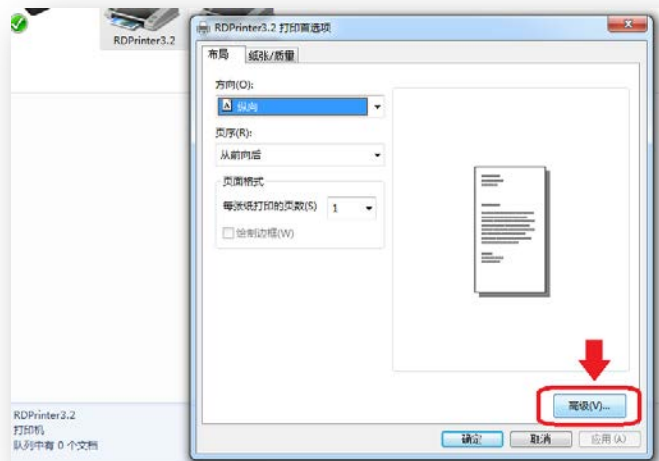 RDPrinter3.2
RDPrinter3.2 打印首选项
布局
纸张/质量
方向(O):
A 纵向
页序(R):
从前向后
页面格式
每张纸打印的页数(S)
1
绘制边框(W)
高级(V)...
确定
取消
应用(A)
RDPrinter3.2
打印机
队列中有 0 个文档